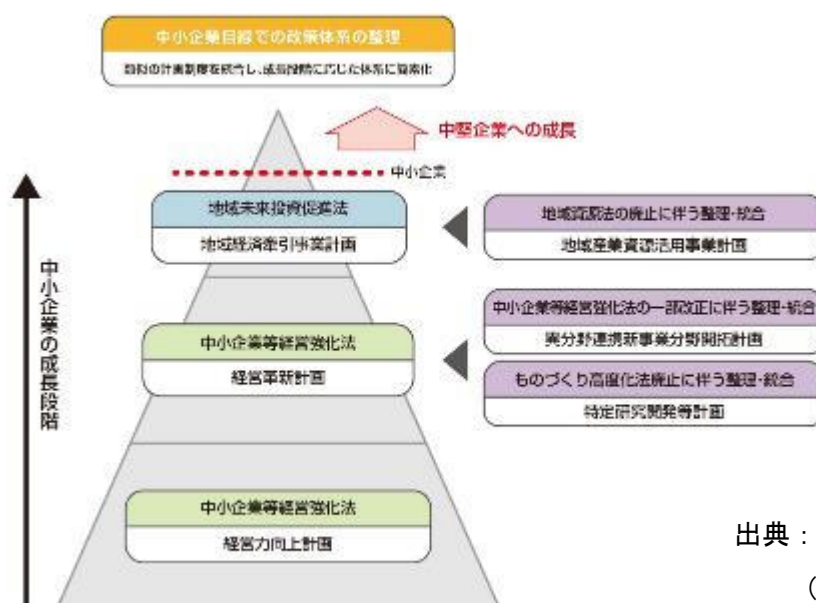 中小企業目線での政策体系の整理
類似の計画制度を統合し、成長段階に応じた体系に簡素化
中堅企業への成長
中小企業
地域未来投資促進法
地域経済牽引事業計画
地域資源法の廃止に伴う整理・統合
地域産業資源活用事業計画
中小企業等経営強化法の一部改正に伴う整理・統合
異分野連携新事業分野開拓計画
中小企業等経営強化法
経営革新計画
ものづくり高度化法廃止に伴う整理・統合
特定研究開発等計画
中小企業等経営強化法
経営力向上計画
中小企業の成長段階
出典：
（